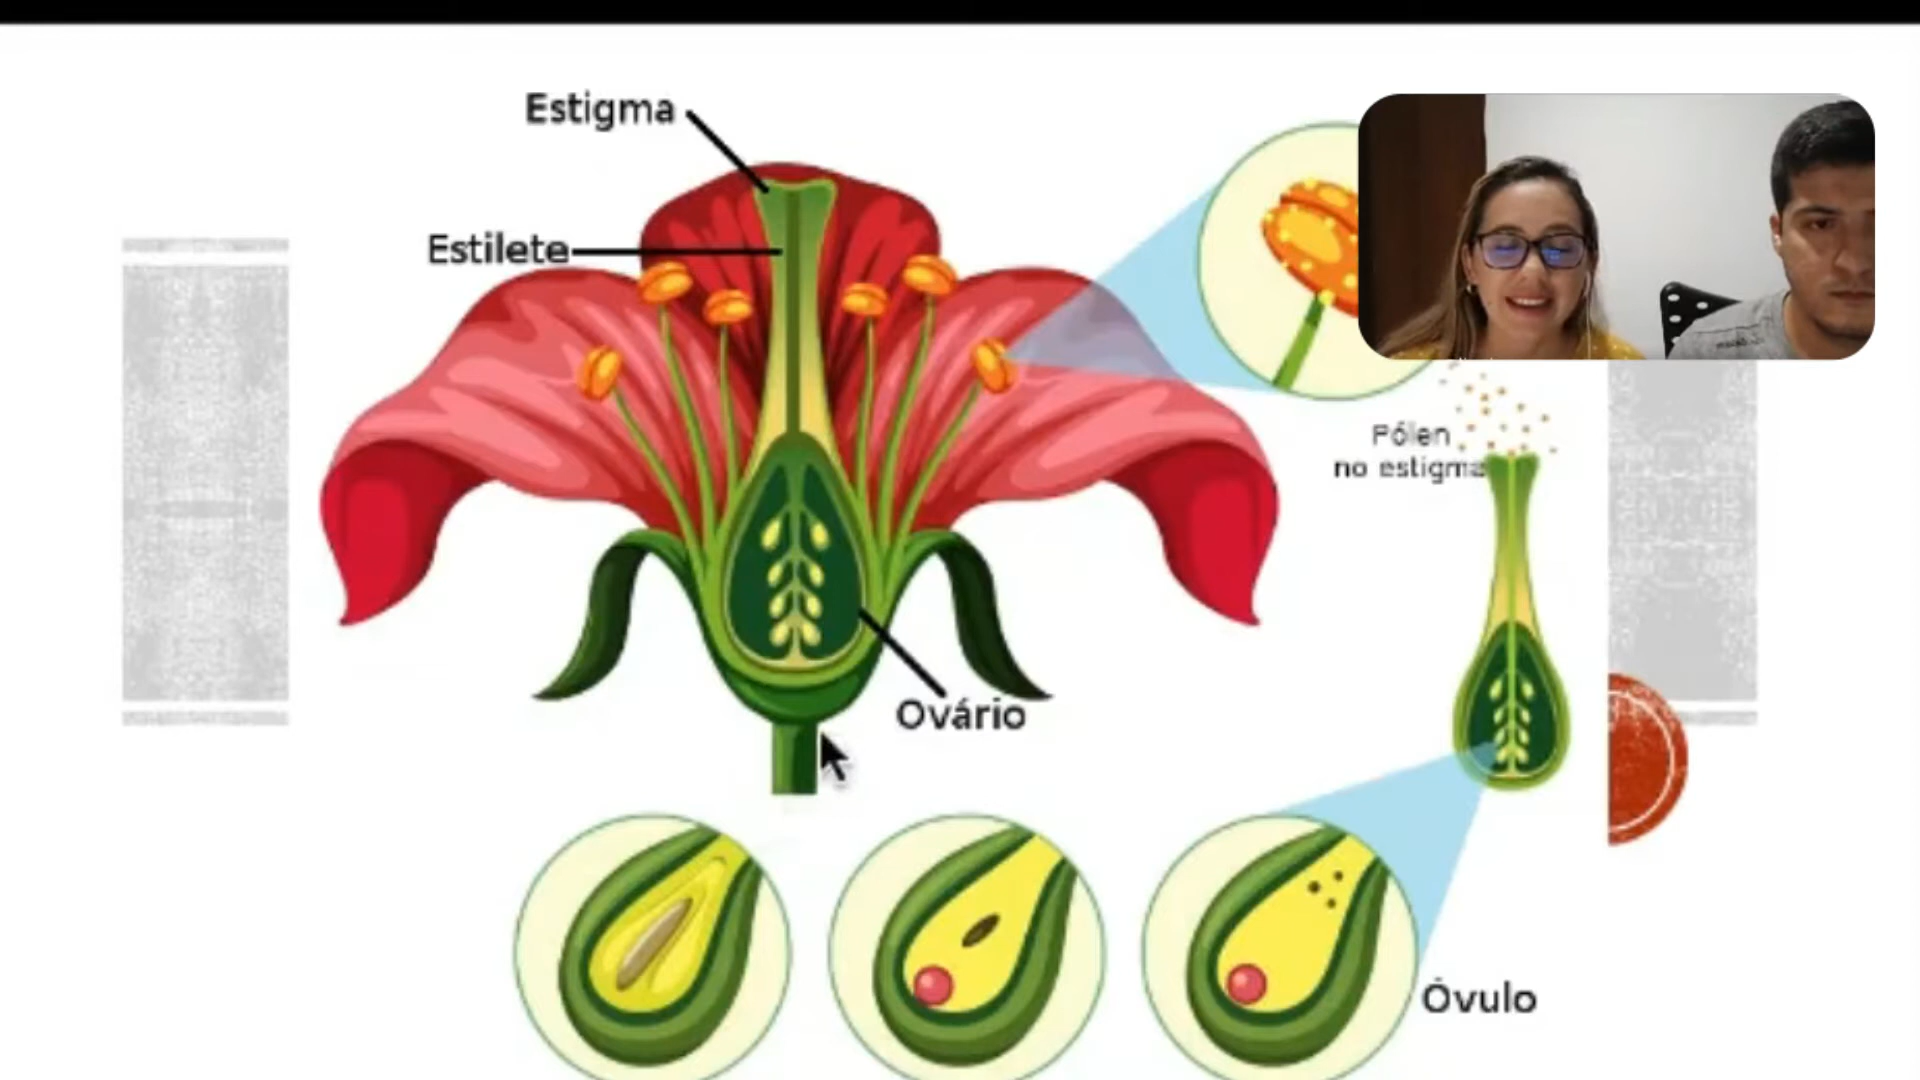 Estigma
Estilete
Pólen
no estigma
Ovário
Óvulo